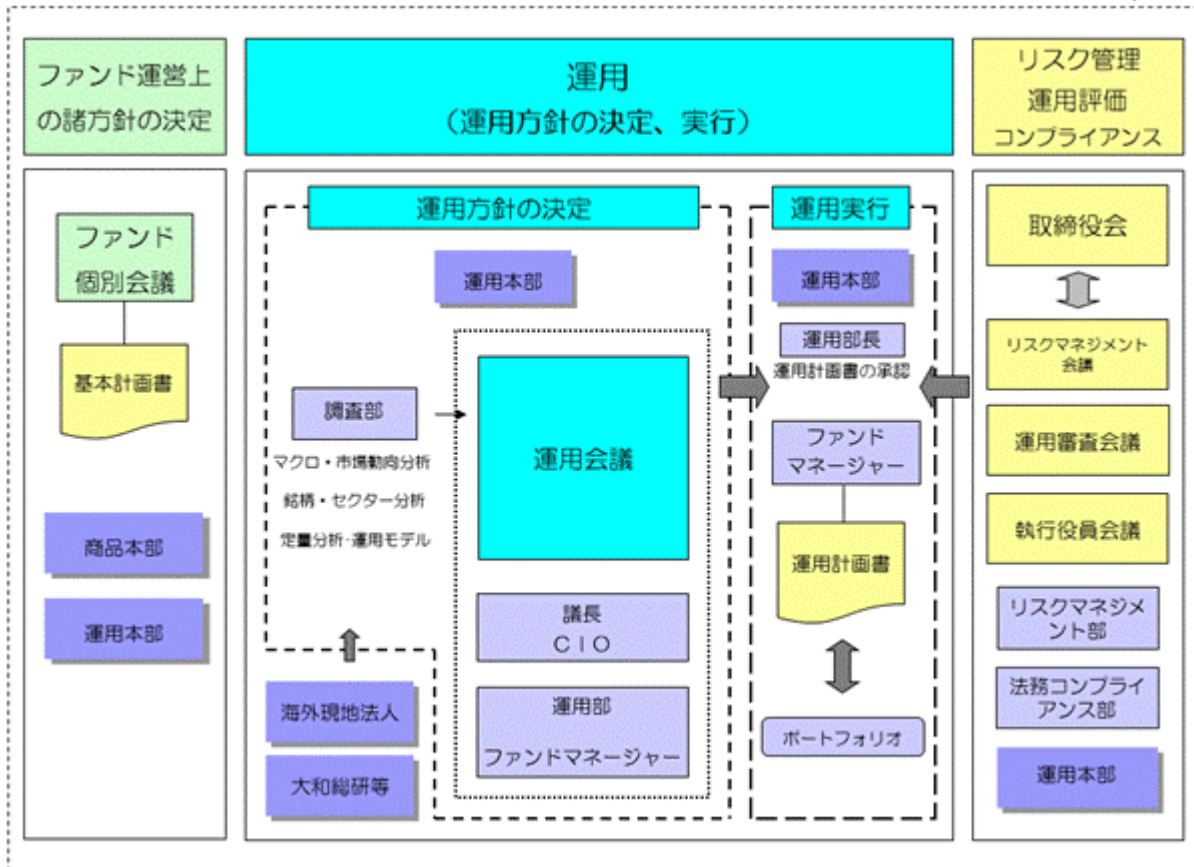 ファンド運営上
の諸方針の決定
運用
(運用方針の決定、実行)
リスク管理
運用評価
コンプライアンス
ファンド
個別会議
基本計画書
商品本部
運用本部
運用方針の決定
運用本部
調査部
マクロ・市場動向分析
銘柄・セクター分析
定量分析・運用モデル
運用会議
議長
CIO
運用部
ファンドマネージャー
海外現地法人
大和総研等
運用実行
運用本部
運用部長
運用計画書の承認
ファンド
マネージャー
運用計画書
ポートフォリオ
取締役会
リスクマネジメント
会議
運用審査会議
執行役員会議
リスクマネジメ
ント部
法務コンプライ
アンス部
運用本部